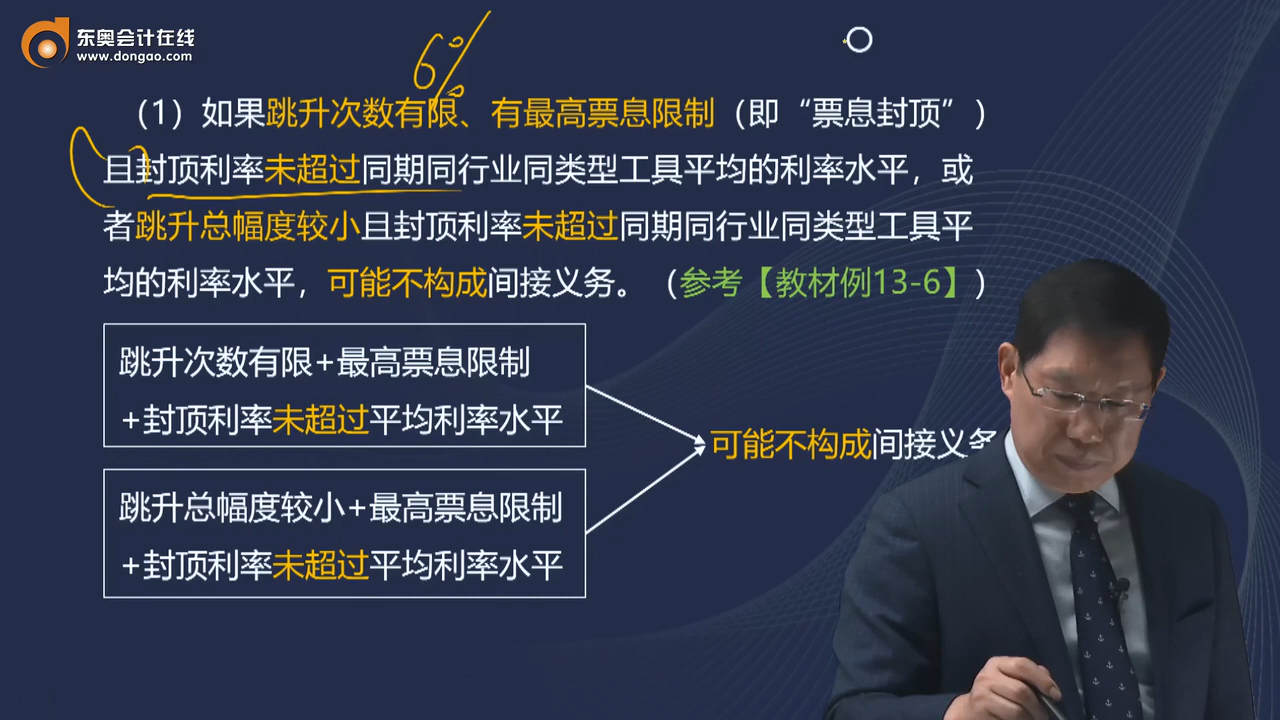 东奥会计在线
www.dongao.com
6%
（1）如果跳升次数有限、有最高票息限制（即“票息封顶”）
且封顶利率未超过同期同行业同类型工具平均的利率水平，或
者跳升总幅度较小且封顶利率未超过同期同行业同类型工具平
均的利率水平，可能不构成间接义务。（参考【教材例13-6】）
跳升次数有限+最高票息限制
+封顶利率未超过平均利率水平
可能不构成间接义务
跳升总幅度较小+最高票息限制
+封顶利率未超过平均利率水平